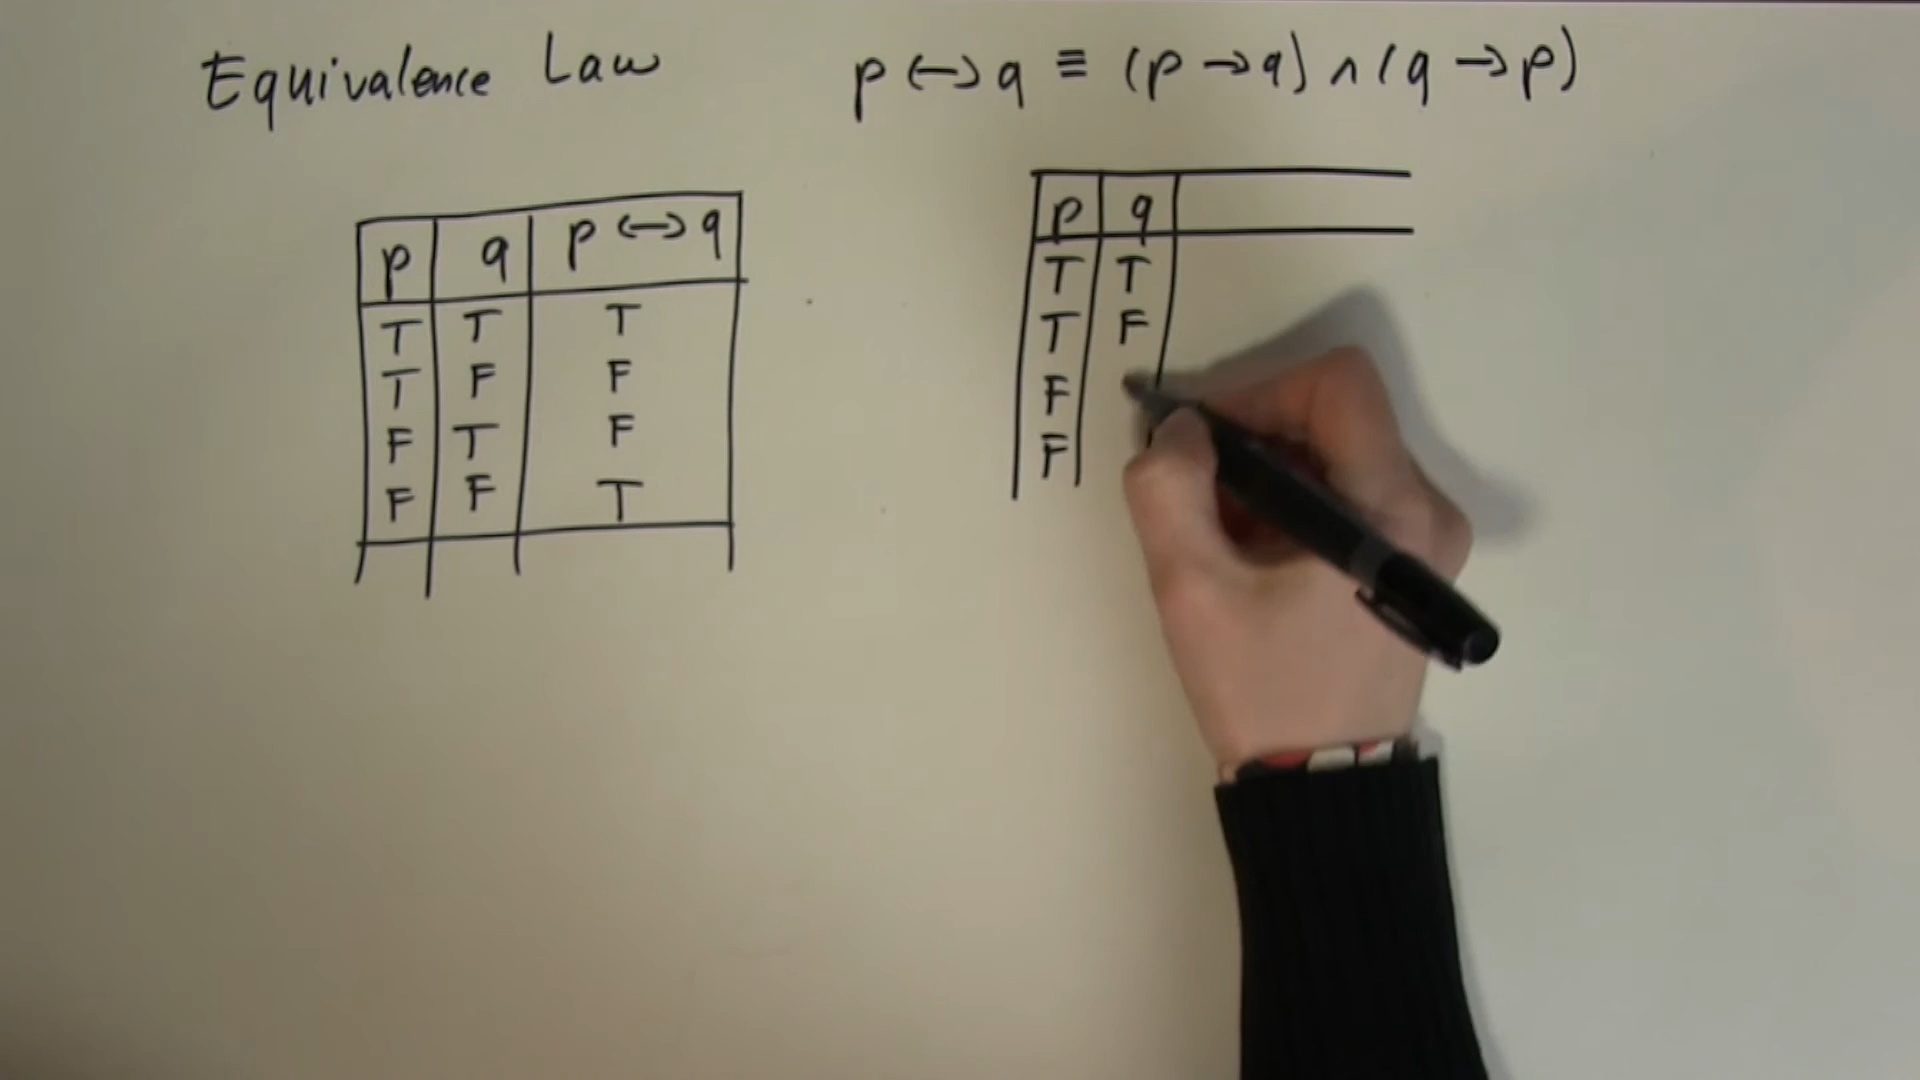 Equivalence Law p ↔ q ≡ (p → q) ∧ (q → p)
p q p ↔ q
T T T
T F F
F T F
F F T
p q
T T
T F
F
F